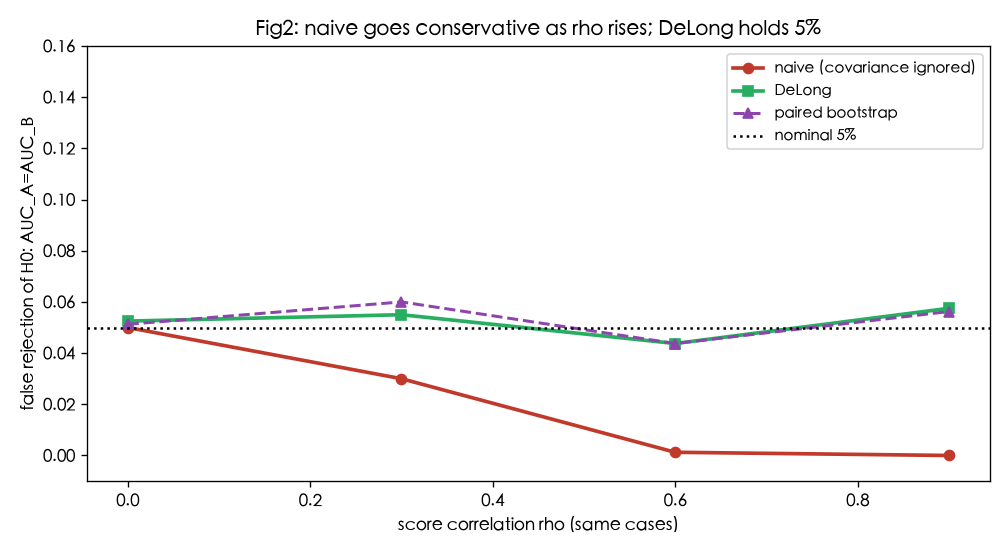 Fig2: naive goes conservative as rho rises; DeLong holds 5%
naive (covariance ignored)
DeLong
paired bootstrap
nominal 5%
false rejection of H0: AUC_A=AUC_B
0.16
0.14
0.12
0.10
0.08
0.06
0.04
0.02
0.00
0.0 0.2 0.4 0.6 0.8
score correlation rho (same cases)